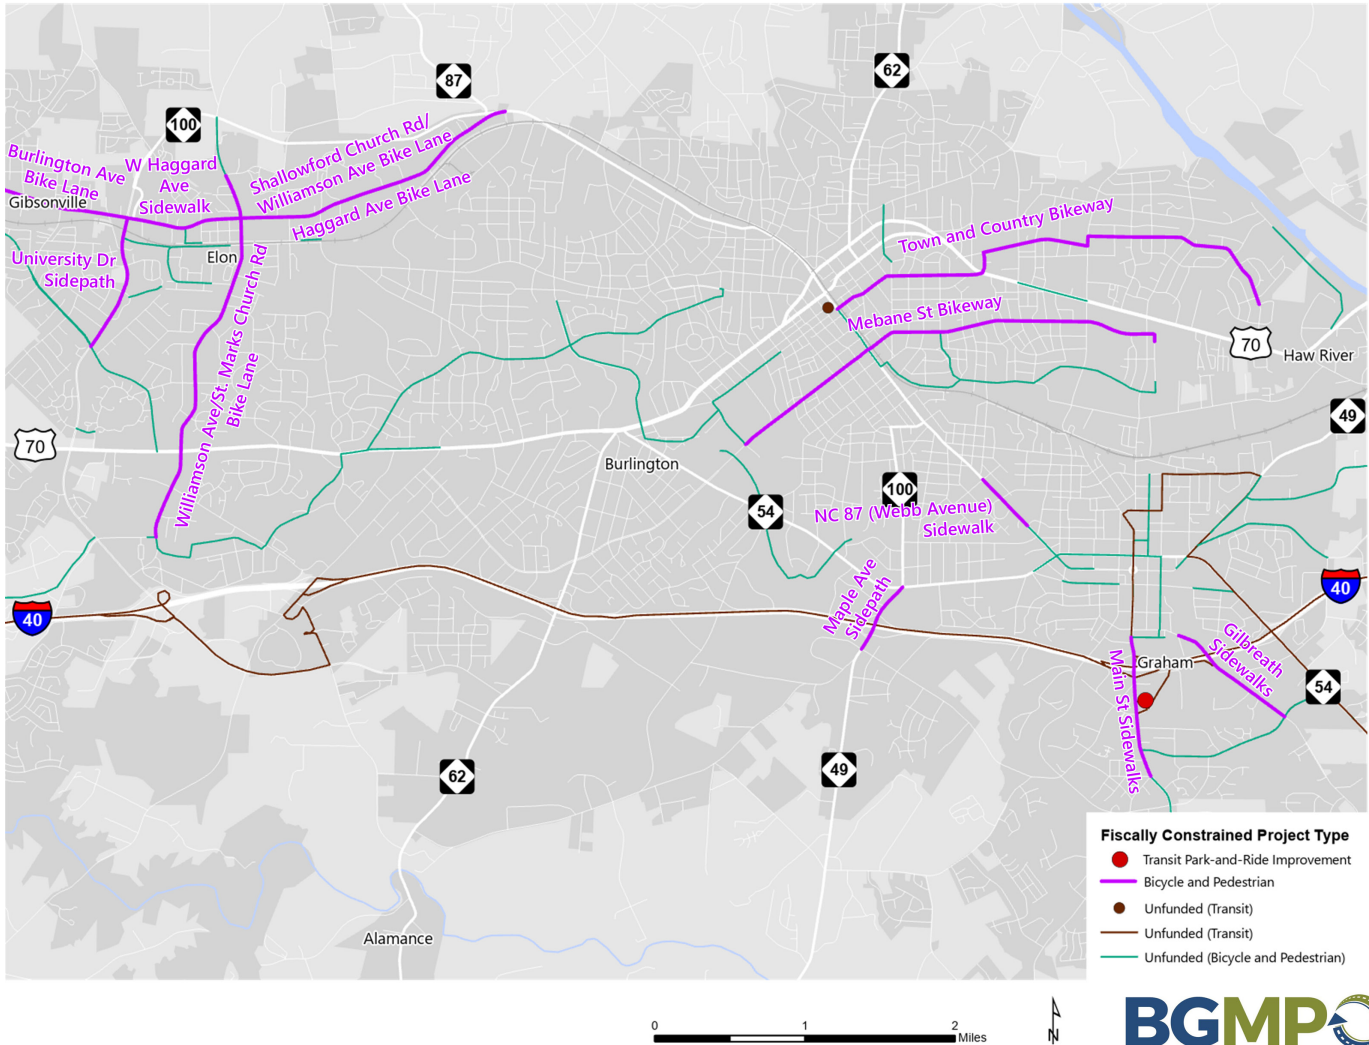 87
62
100
Shallowford Church Rd/
Williamson Ave Bike Lane
Burlington Ave
Bike Lane
W Haggard
Ave
Sidewalk
Gibsonville
Haggard Ave Bike Lane
Town and Country Bikeway
University Dr
Sidepath
Elon
Mebane St Bikeway
70
Haw River
Williamson Ave/St. Marks Church Rd
Bike Lane
49
70
Burlington
100
54
NC 87 (Webb Avenue)
Sidewalk
Maple Ave
Sidepath
40
40
Gilbreath
Sidewalks
Graham
Main St Sidewalks
54
62
49
Alamance
Fiscally Constrained Project Type
Transit Park-and-Ride Improvement
Bicycle and Pedestrian
Unfunded (Transit)
Unfunded (Transit)
Unfunded (Bicycle and Pedestrian)
0 1 2
Miles
N
BGMPO